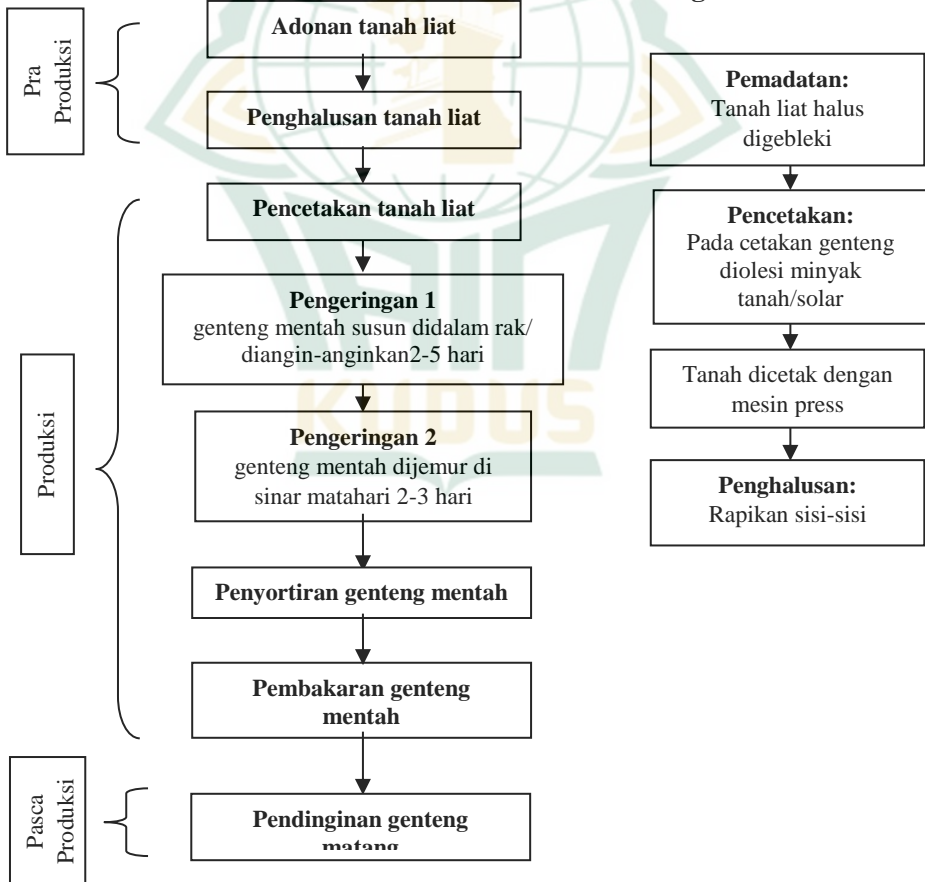 Pra
Produksi
Adonan tanah liat
Penghalusan tanah liat
Produksi
Pencetakan tanah liat
Pengeringan 1
genteng mentah susun didalam rak/
diangin-anginkan2-5 hari
Pengeringan 2
genteng mentah dijemur di
sinar matahari 2-3 hari
Penyortiran genteng mentah
Pembakaran genteng
mentah
Pasca
Produksi
Pendinginan genteng
matang
Pemadatan:
Tanah liat halus
digebleki
Pencetakan:
Pada cetakan genteng
diolesi minyak
tanah/solar
Tanah dicetak dengan
mesin press
Penghalusan:
Rapikan sisi-sisi
KUDUS